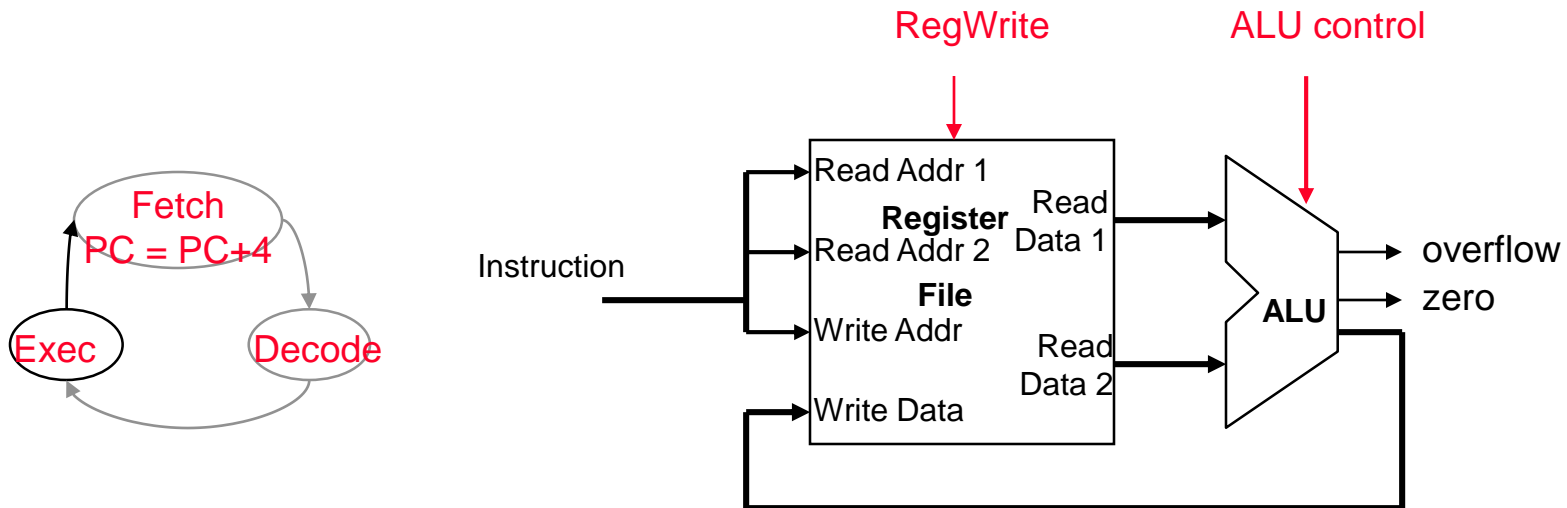 RegWrite
ALU control
Fetch
PC = PC+4
Exec
Decode
Instruction
Read Addr 1
Register
Read Addr 2
File
Write Addr
Write Data
Read
Data 1
Read
Data 2
ALU
overflow
zero